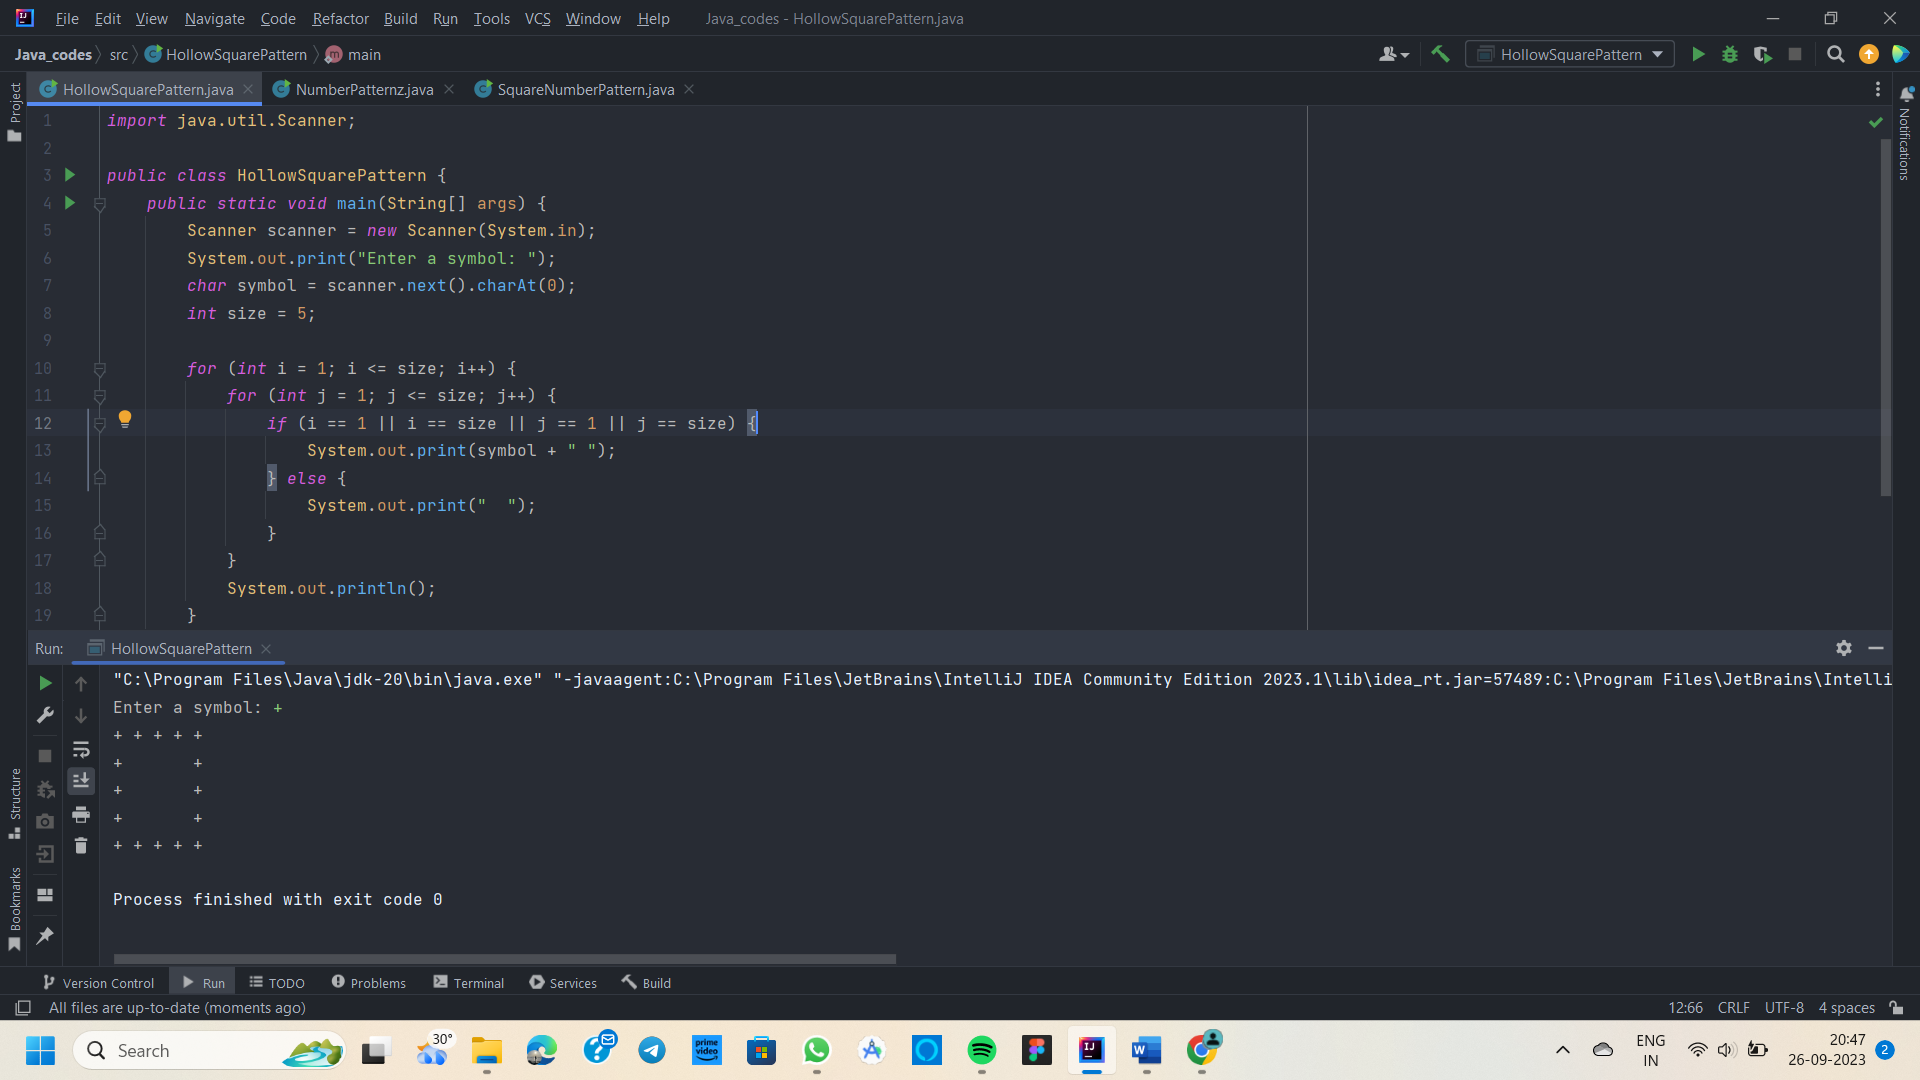 File Edit View Navigate Code Refactor Build Run Tools VCS Window Help Java_codes - HollowSquarePattern.java
Java_codes src HollowSquarePattern main HollowSquarePattern
Project
HollowSquarePattern.java NumberPatternz.java SquareNumberPattern.java
Notifications
1 import java.util.Scanner;
2
3 public class HollowSquarePattern {
4     public static void main(String[] args) {
5         Scanner scanner = new Scanner(System.in);
6         System.out.print("Enter a symbol: ");
7         char symbol = scanner.next().charAt(0);
8         int size = 5;
9
10         for (int i = 1; i <= size; i++) {
11             for (int j = 1; j <= size; j++) {
12                 if (i == 1 || i == size || j == 1 || j == size) {
13                     System.out.print(symbol + " ");
14                 } else {
15                     System.out.print("  ");
16                 }
17             }
18             System.out.println();
19         }
Run: HollowSquarePattern
"C:\Program Files\Java\jdk-20\bin\java.exe" "-javaagent:C:\Program Files\JetBrains\IntelliJ IDEA Community Edition 2023.1\lib\idea_rt.jar=57489:C:\Program Files\JetBrains\Intelli
Enter a symbol: +
+ + + + +
+       +
+       +
+       +
+ + + + +
Process finished with exit code 0
Structure
Bookmarks
Version Control Run TODO Problems Terminal Services Build
All files are up-to-date (moments ago) 12:66 CRLF UTF-8 4 spaces
Search 30° prime video ENG IN 20:47 26-09-2023 2